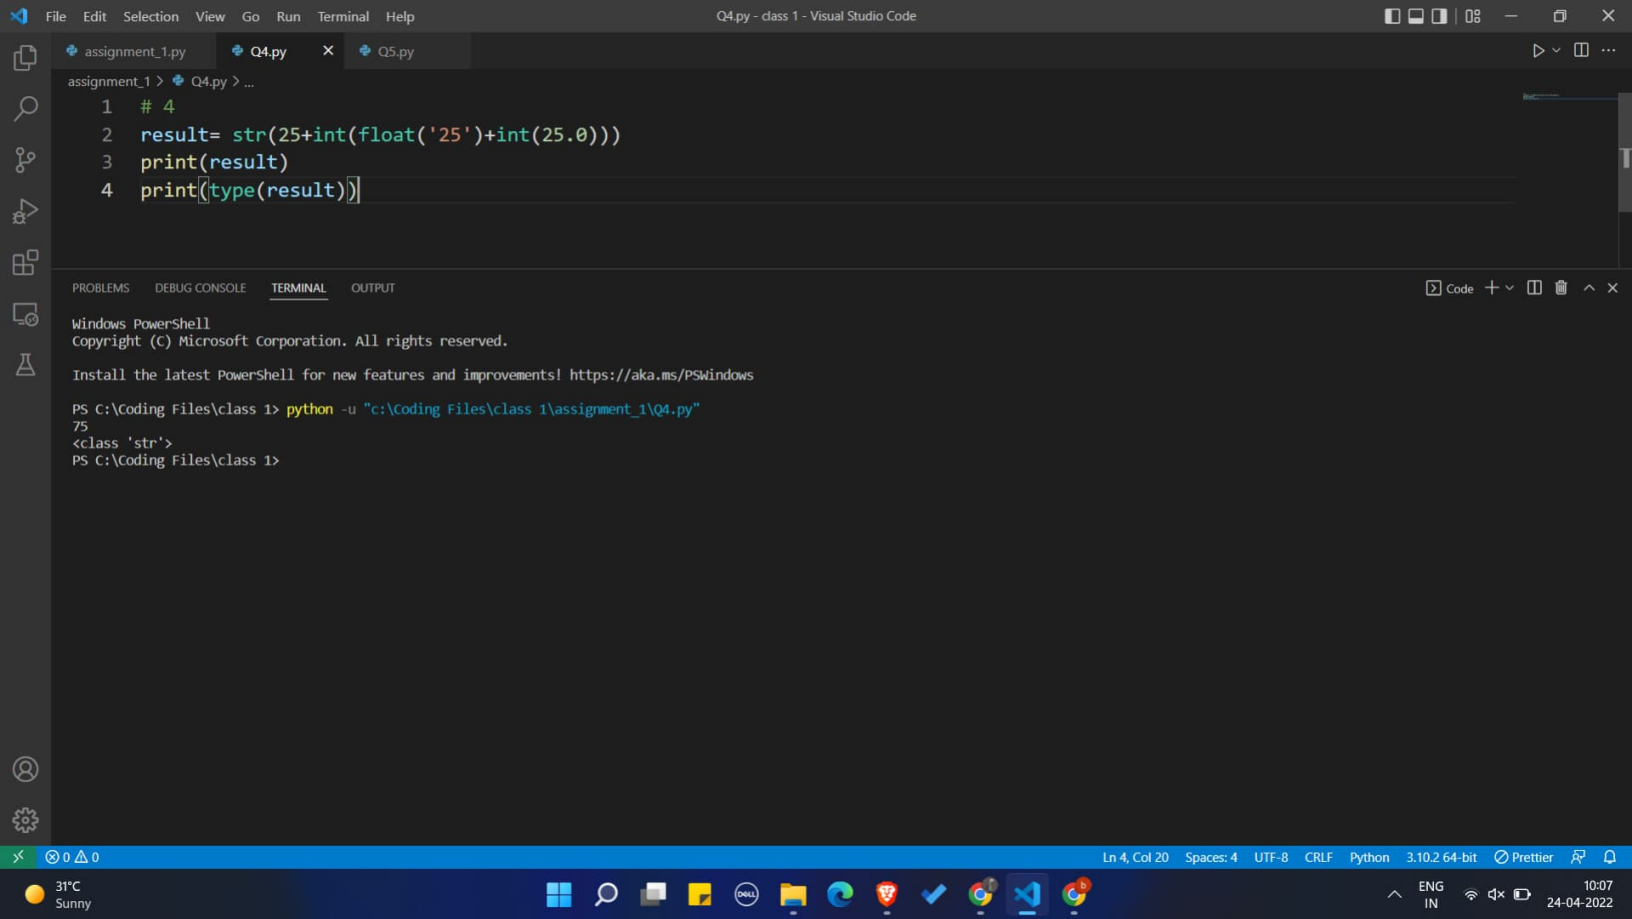 File Edit Selection View Go Run Terminal Help
Q4.py - class 1 - Visual Studio Code
assignment_1.py
Q4.py
Q5.py
assignment_1 > Q4.py > ...
1 # 4
2 result= str(25+int(float('25')+int(25.0)))
3 print(result)
4 print(type(result))
PROBLEMS DEBUG CONSOLE TERMINAL OUTPUT
Code
Windows PowerShell
Copyright (C) Microsoft Corporation. All rights reserved.
Install the latest PowerShell for new features and improvements! https://aka.ms/PSWindows
PS C:\Coding Files\class 1> python -u "c:\Coding Files\class 1\assignment_1\Q4.py"
75
<class 'str'>
PS C:\Coding Files\class 1>
0 0
Ln 4, Col 20 Spaces: 4 UTF-8 CRLF Python 3.10.2 64-bit Prettier
31°C
Sunny
DELL
b
ENG
IN
10:07
24-04-2022